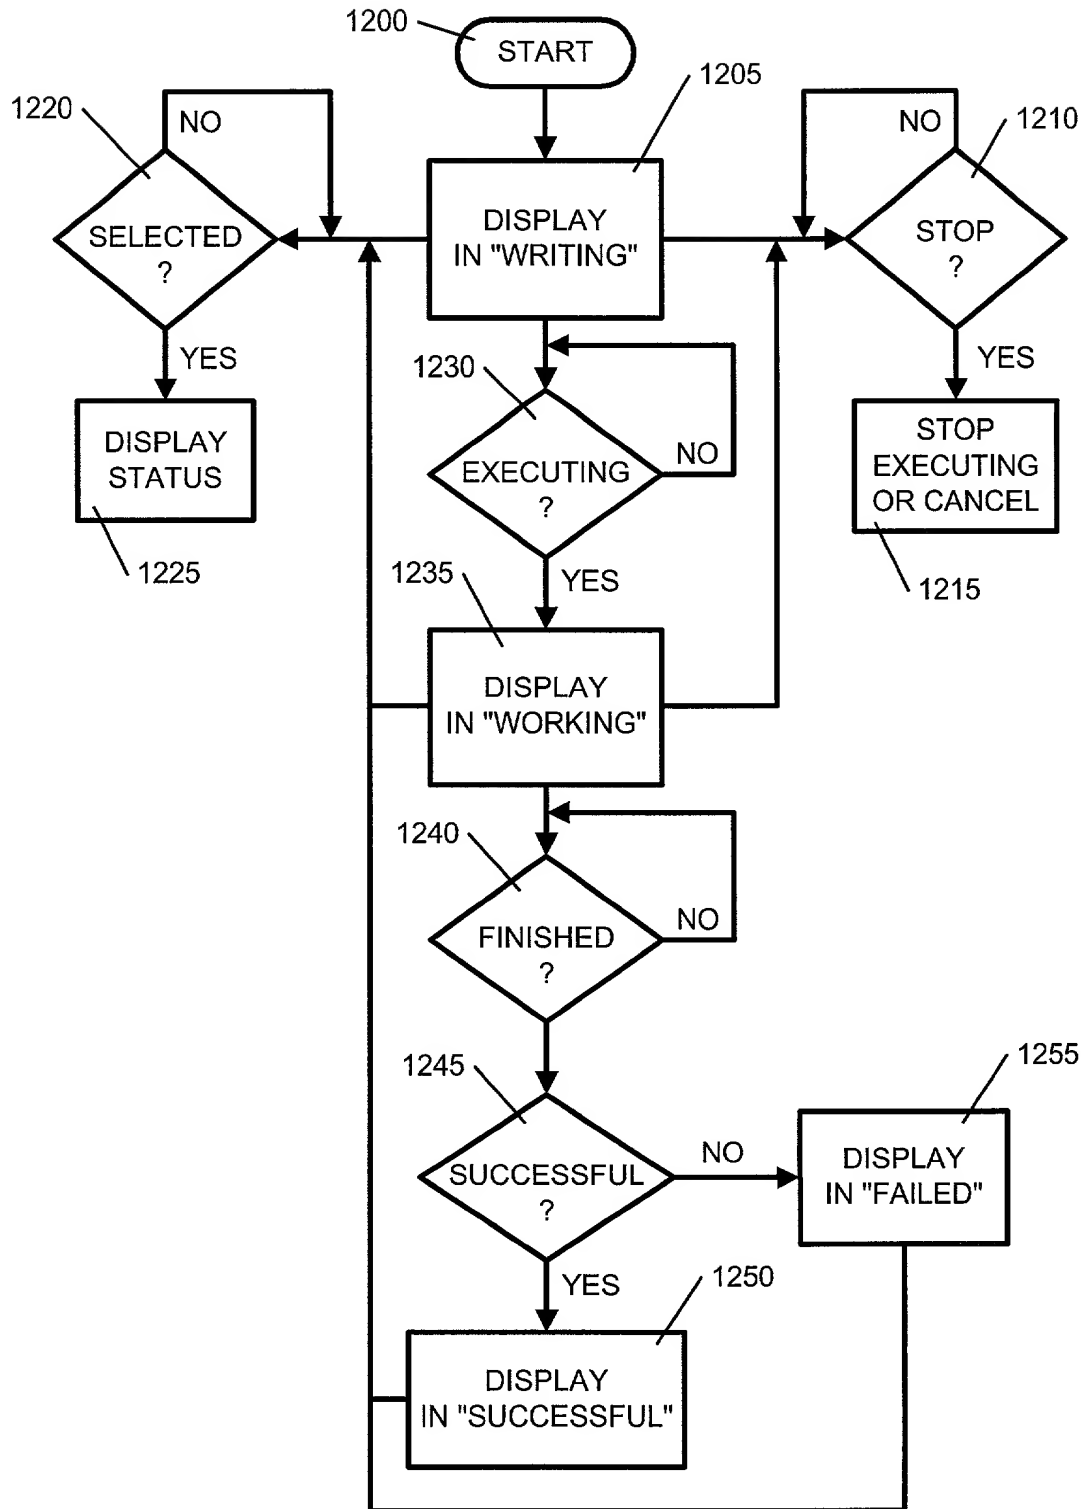 1200
START
1205
1220
NO
NO
1210
SELECTED
?
DISPLAY
IN "WRITING"
STOP
?
YES
1230
YES
DISPLAY
STATUS
EXECUTING
?
NO
STOP
EXECUTING
OR CANCEL
1225
1235
YES
1215
DISPLAY
IN "WORKING"
1240
FINISHED
?
NO
1245
1255
SUCCESSFUL
?
NO
DISPLAY
IN "FAILED"
YES
1250
DISPLAY
IN "SUCCESSFUL"